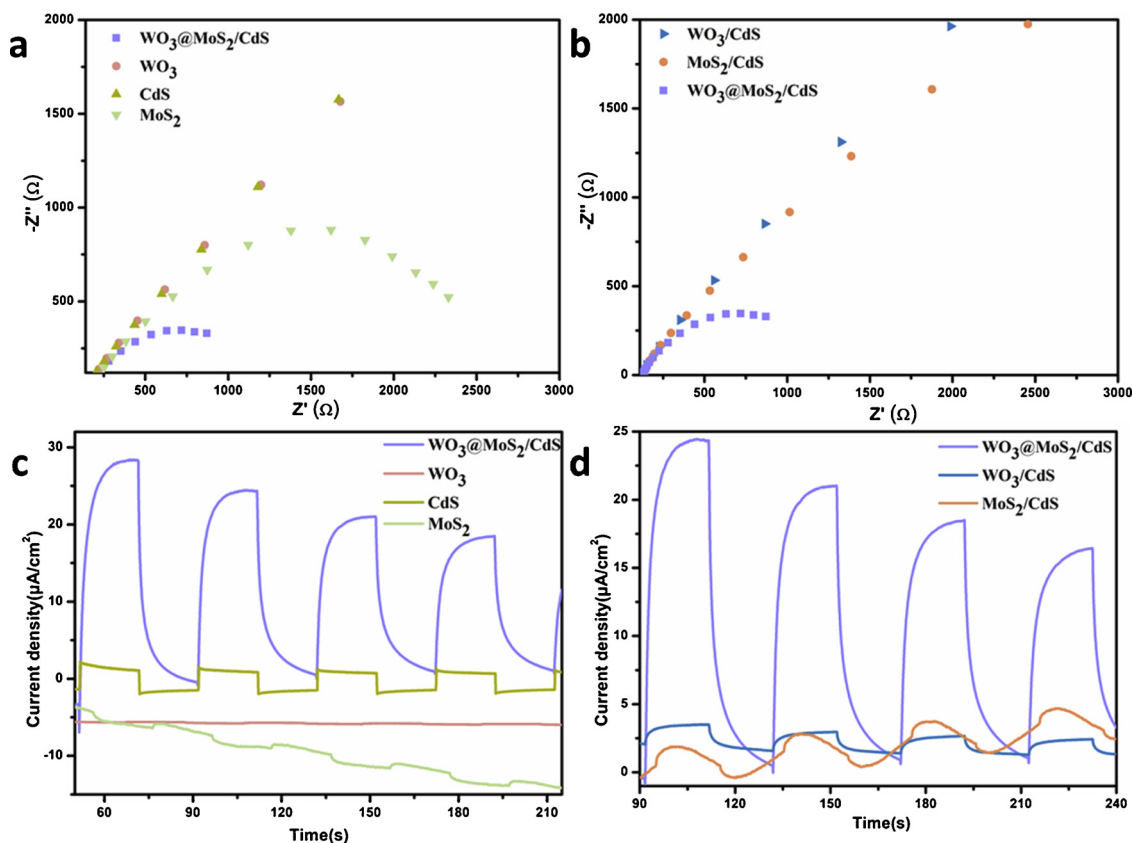 a
2000
1500
1000
500
-Z'' (Ω)
WO3@MoS2/CdS
WO3
CdS
MoS2
500
1000
1500
2000
2500
3000
Z' (Ω)
b
2000
1500
1000
500
0
-Z'' (Ω)
WO3/CdS
MoS2/CdS
WO3@MoS2/CdS
0
500
1000
1500
2000
2500
3000
Z' (Ω)
c
30
20
10
0
-10
Current density(μA/cm2)
WO3@MoS2/CdS
WO3
CdS
MoS2
60
90
120
150
180
210
Time(s)
d
25
20
15
10
5
0
Current density(μA/cm2)
WO3@MoS2/CdS
WO3/CdS
MoS2/CdS
90
120
150
180
210
240
Time(s)